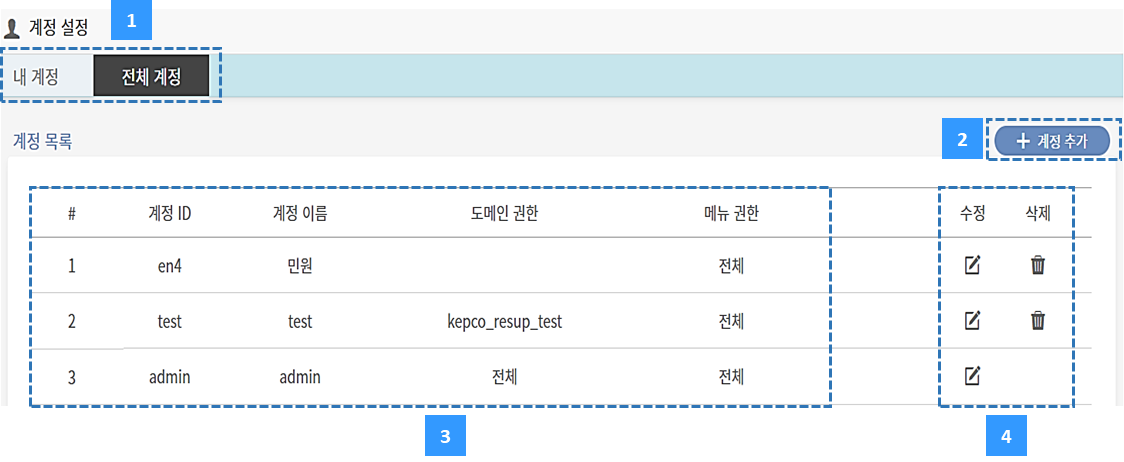 계정 설정
1
내 계정 전체 계정
계정 목록
2
+ 계정 추가
# 계정 ID 계정 이름 도메인 권한 메뉴 권한 수정 삭제
1 en4 민원 전체
2 test test kepco_resup_test 전체
3 admin admin 전체 전체
3
4